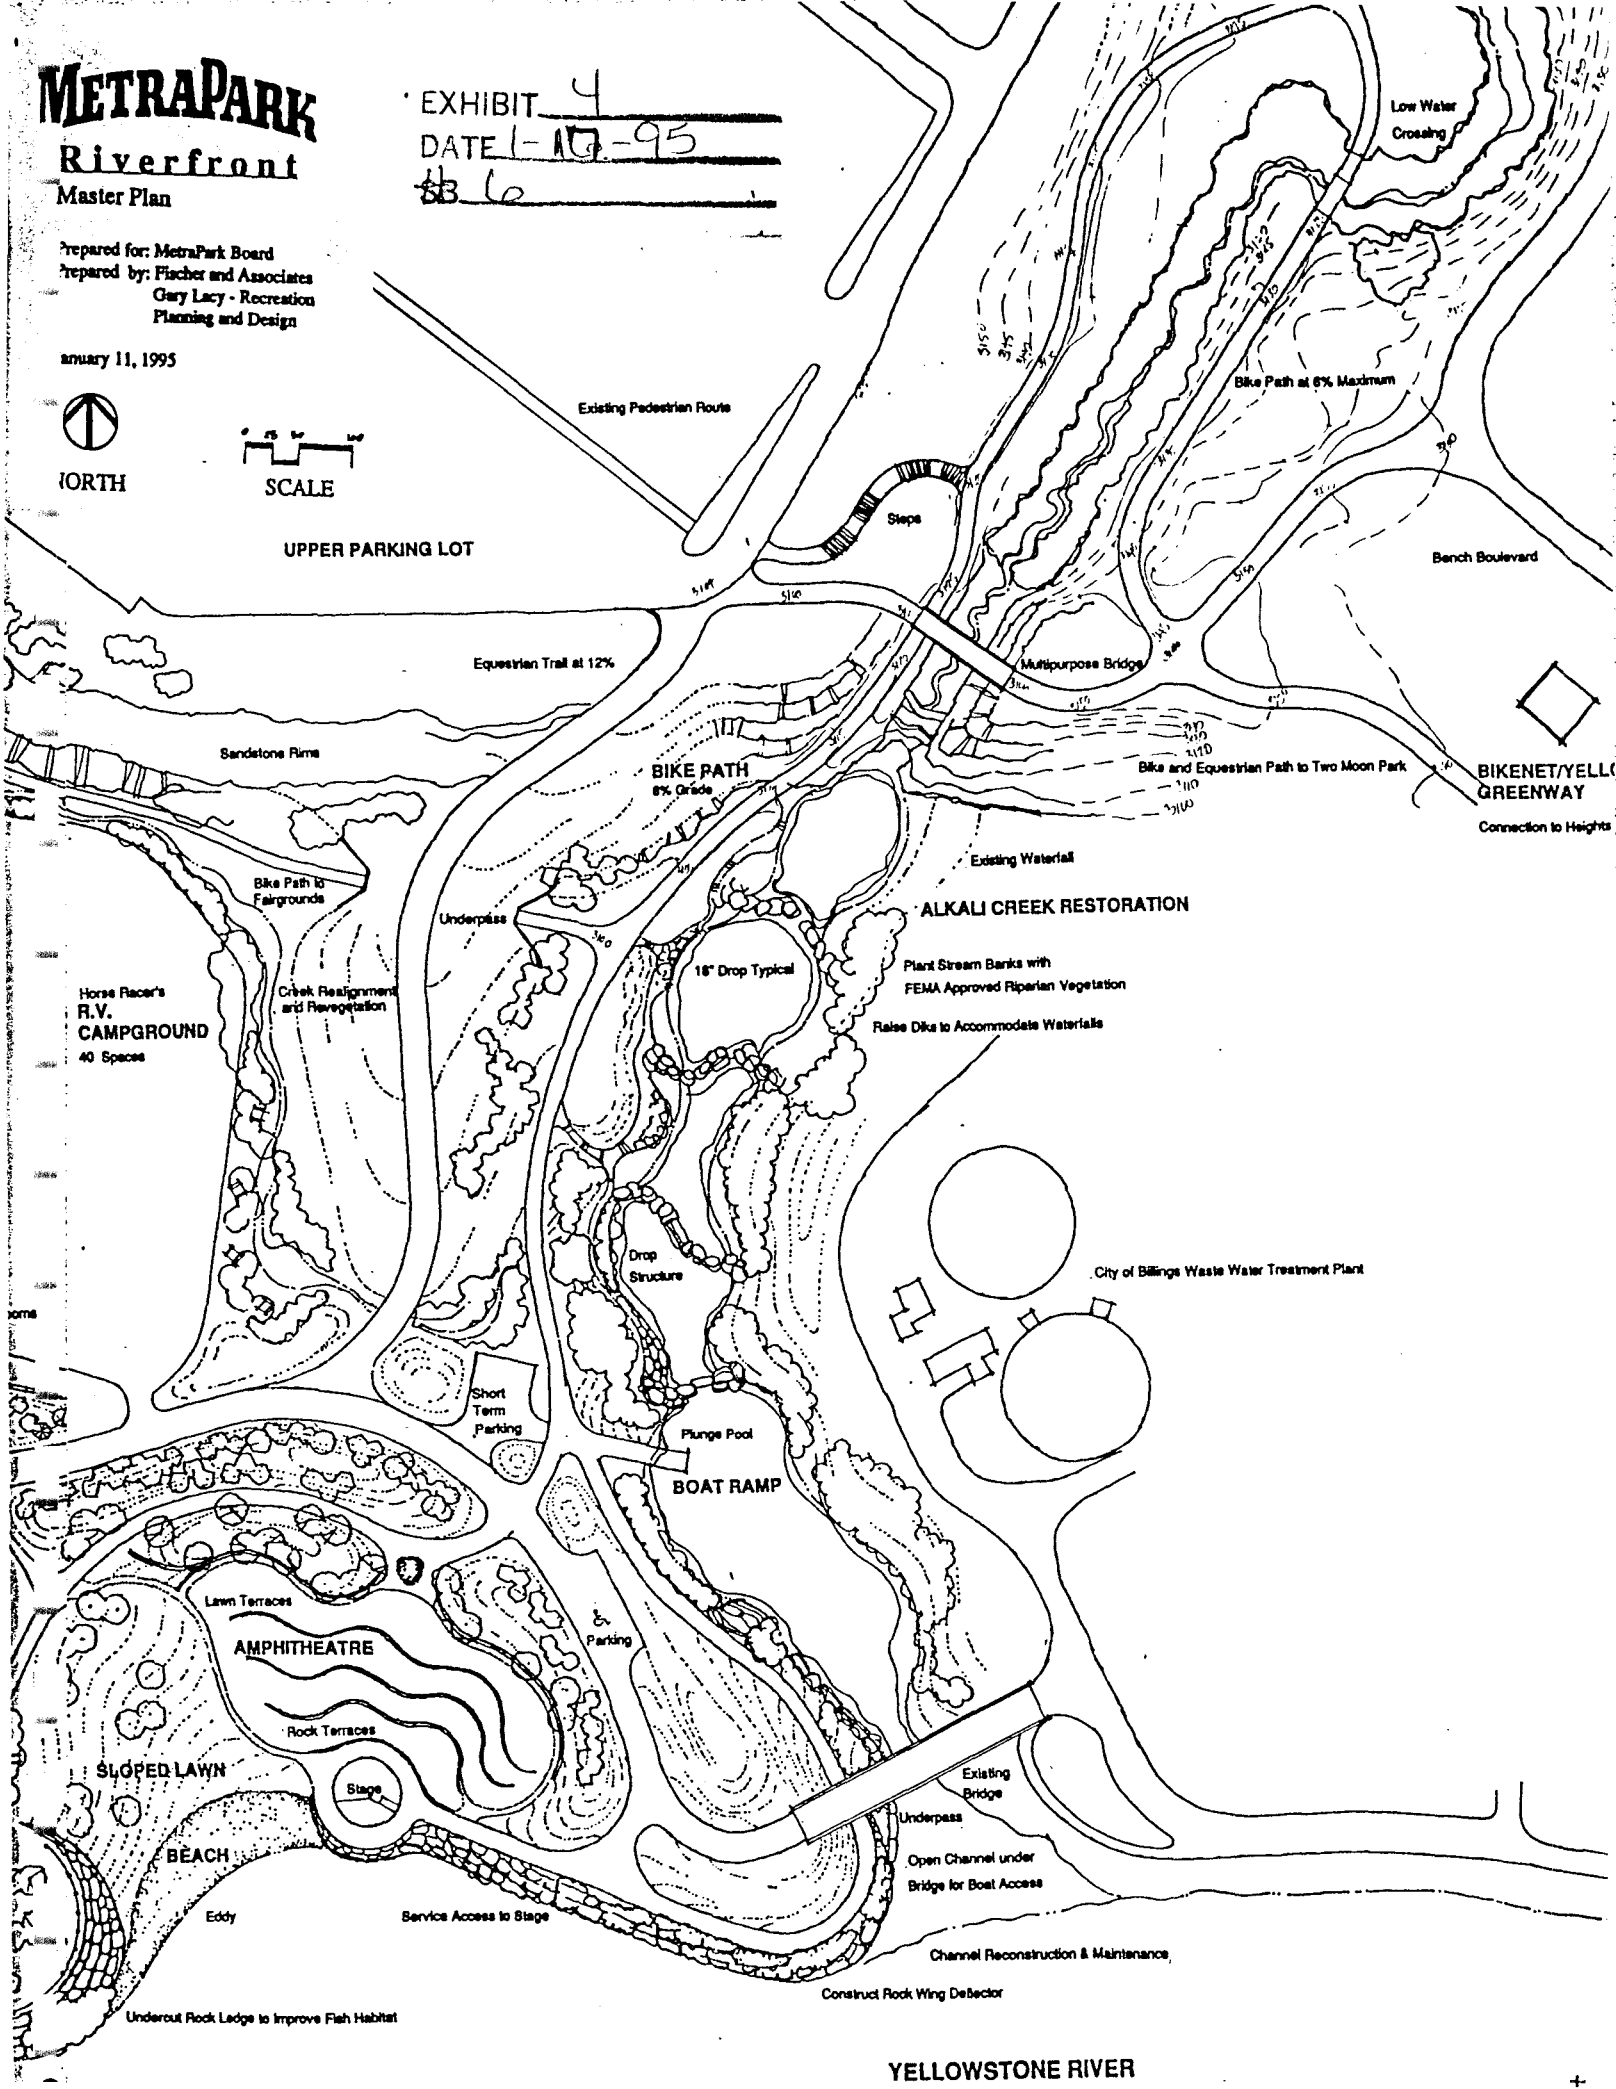 METRAPARK
Riverfront
Master Plan
EXHIBIT 4
DATE
6
Prepared for: MetraPark Board
Prepared by: Fischer and Associates
Gary Lacy - Recreation
Planning and Design
anuary 11, 1995
NORTH
SCALE
Low Water
Crossing
Bike Path at 6% Maximum
Existing Pedestrian Route
Steps
UPPER PARKING LOT
Bench Boulevard
Equestrian Trail at 12%
Multipurpose Bridge
Sandstone Rims
BIKE PATH
8% Grade
Bike and Equestrian Path to Two Moon Park
BIKENET/YELLO
GREENWAY
Connection to Heights
Existing Waterfall
Bike Path to
Fairgrounds
Underpass
ALKALI CREEK RESTORATION
18" Drop Typical
Plant Stream Banks with
FEMA Approved Riparian Vegetation
Horse Racer's
R.V.
CAMPGROUND
40 Spaces
Creek Realignment
and Revegetation
Raise Dike to Accommodate Waterfalls
Drop
Structure
City of Billings Waste Water Treatment Plant
ooms
Short
Term
Parking
Plunge Pool
BOAT RAMP
Lawn Terraces
AMPHITHEATRE
Parking
Rock Terraces
SLOPED LAWN
Stage
Existing
Bridge
Underpass
BEACH
Open Channel under
Bridge for Boat Access
Eddy
Service Access to Stage
Channel Reconstruction & Maintenance
Construct Rock Wing Deflector
Undercut Rock Ledge to Improve Fish Habitat
YELLOWSTONE RIVER